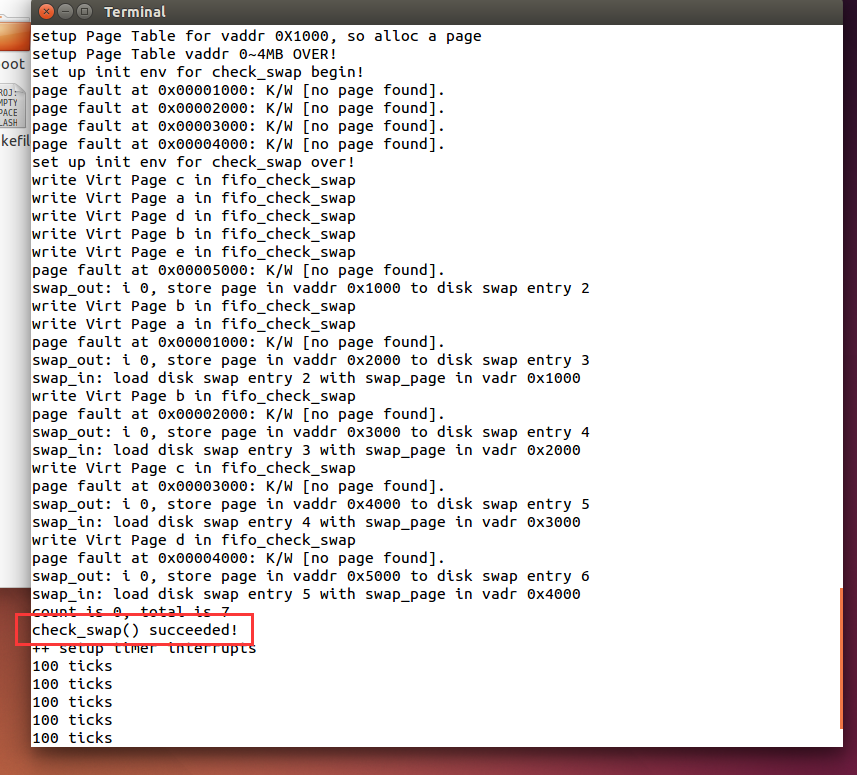 Terminal
oot
ROJ:
MPTY
PACE
LASH
kefil
setup Page Table for vaddr 0X1000, so alloc a page
setup Page Table vaddr 0~4MB OVER!
set up init env for check_swap begin!
page fault at 0x00001000: K/W [no page found].
page fault at 0x00002000: K/W [no page found].
page fault at 0x00003000: K/W [no page found].
page fault at 0x00004000: K/W [no page found].
set up init env for check_swap over!
write Virt Page c in fifo_check_swap
write Virt Page a in fifo_check_swap
write Virt Page d in fifo_check_swap
write Virt Page b in fifo_check_swap
write Virt Page e in fifo_check_swap
page fault at 0x00005000: K/W [no page found].
swap_out: i 0, store page in vaddr 0x1000 to disk swap entry 2
write Virt Page b in fifo_check_swap
write Virt Page a in fifo_check_swap
page fault at 0x00001000: K/W [no page found].
swap_out: i 0, store page in vaddr 0x2000 to disk swap entry 3
swap_in: load disk swap entry 2 with swap_page in vadr 0x1000
write Virt Page b in fifo_check_swap
page fault at 0x00002000: K/W [no page found].
swap_out: i 0, store page in vaddr 0x3000 to disk swap entry 4
swap_in: load disk swap entry 3 with swap_page in vadr 0x2000
write Virt Page c in fifo_check_swap
page fault at 0x00003000: K/W [no page found].
swap_out: i 0, store page in vaddr 0x4000 to disk swap entry 5
swap_in: load disk swap entry 4 with swap_page in vadr 0x3000
write Virt Page d in fifo_check_swap
page fault at 0x00004000: K/W [no page found].
swap_out: i 0, store page in vaddr 0x5000 to disk swap entry 6
swap_in: load disk swap entry 5 with swap_page in vadr 0x4000
count is 0, total is 7
check_swap() succeeded!
++ setup timer interrupts
100 ticks
100 ticks
100 ticks
100 ticks
100 ticks